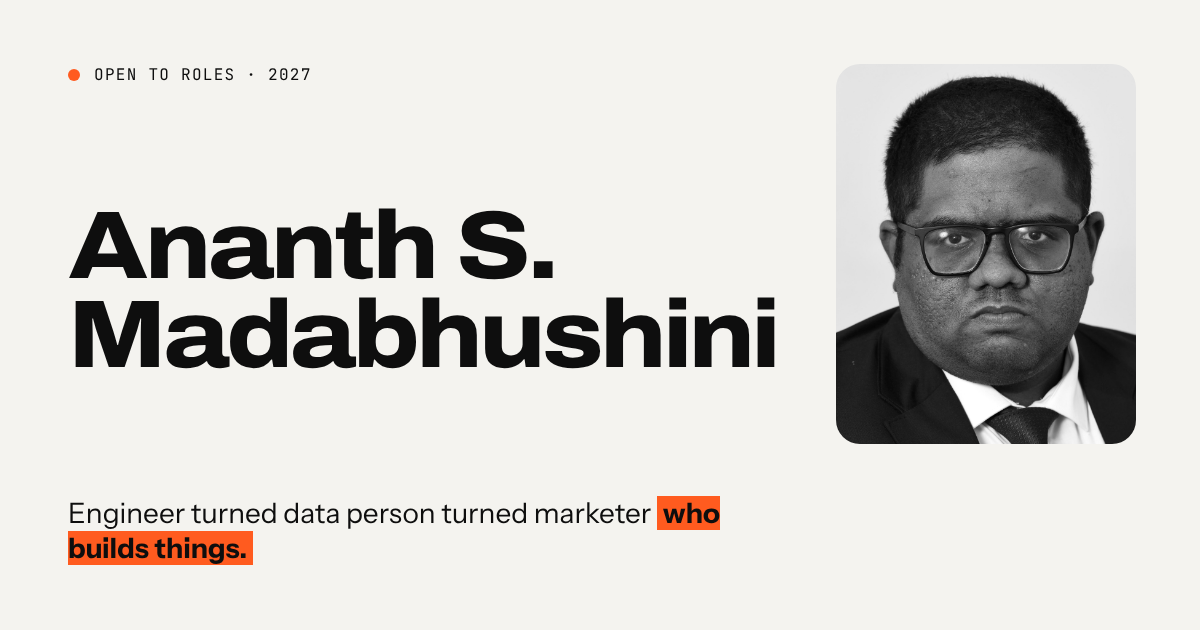 OPEN TO ROLES · 2027
Ananth S.
Madabhushini
Engineer turned data person turned marketer who
builds things.